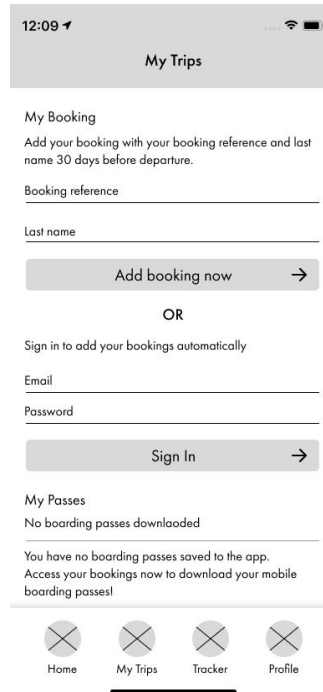 12:09
My Trips
My Booking
Add your booking with your booking reference and last
name 30 days before departure.
Booking reference
Last name
Add booking now
OR
Sign in to add your bookings automatically
Email
Password
Sign In
My Passes
No boarding passes downlaoded
You have no boarding passes saved to the app.
Access your bookings now to download your mobile
boarding passes!
Home My Trips Tracker Profile